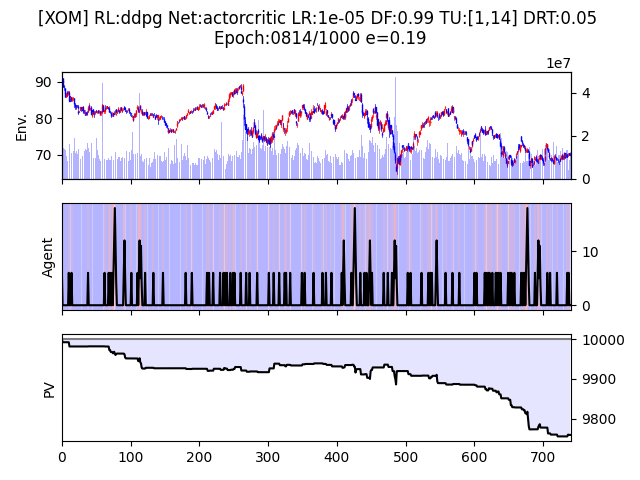 [XOM] RL:ddpg Net:actorcritic LR:1e-05 DF:0.99 TU:[1,14] DRT:0.05
Epoch:0814/1000 e=0.19
1e7
Env.
90
80
70
4
2
0
Agent
10
0
PV
10000
9900
9800
0 100 200 300 400 500 600 700